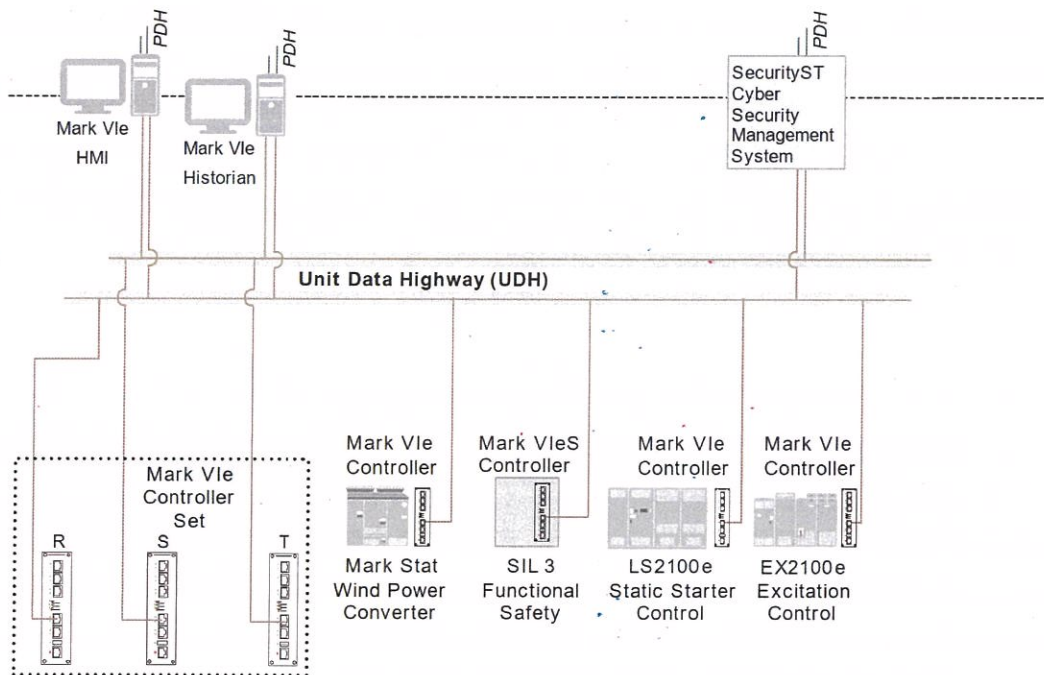 PDH
PDH
PDH
Mark VIe
HMI
Mark VIe
Historian
SecurityST
Cyber
Security
Management
System
Unit Data Highway (UDH)
Mark VIe
Controller
Set
R
S
T
Mark VIe
Controller
Mark Stat
Wind Power
Converter
Mark VIeS
Controller
SIL 3
Functional
Safety
Mark VIe
Controller
LS2100e
Static Starter
Control
Mark VIe
Controller
EX2100e
Excitation
Control